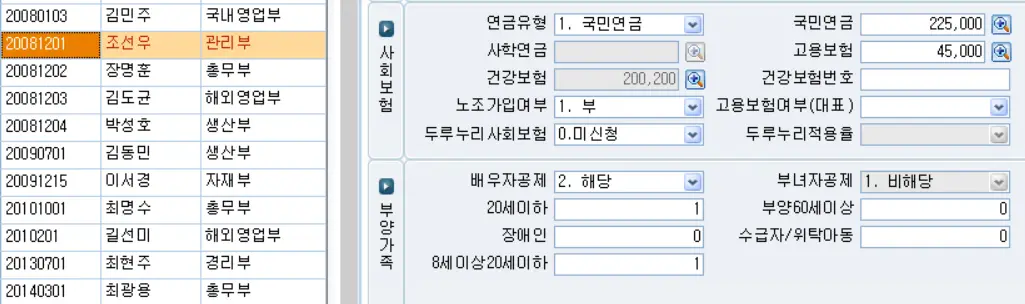 20080103 김민주 국내영업부
20081201 조선우 관리부
20081202 장명훈 총무부
20081203 김도균 해외영업부
20081204 박성호 생산부
20090701 김동민 생산부
20091215 이서경 자재부
20101001 최명수 총무부
2010201 길선미 해외영업부
20130701 최현주 경리부
20140301 최광용 총무부
사회보험
연금유형 1. 국민연금 국민연금 225,000
사학연금 고용보험 45,000
건강보험 200,200 건강보험번호
노조가입여부 1. 부 고용보험여부(대표)
두루누리사회보험 0.미신청 두루누리적용율
부양가족
배우자공제 2. 해당 부녀자공제 1. 비해당
20세이하 1 부양60세이상 0
장애인 0 수급자/위탁아동 0
8세이상20세이하 1